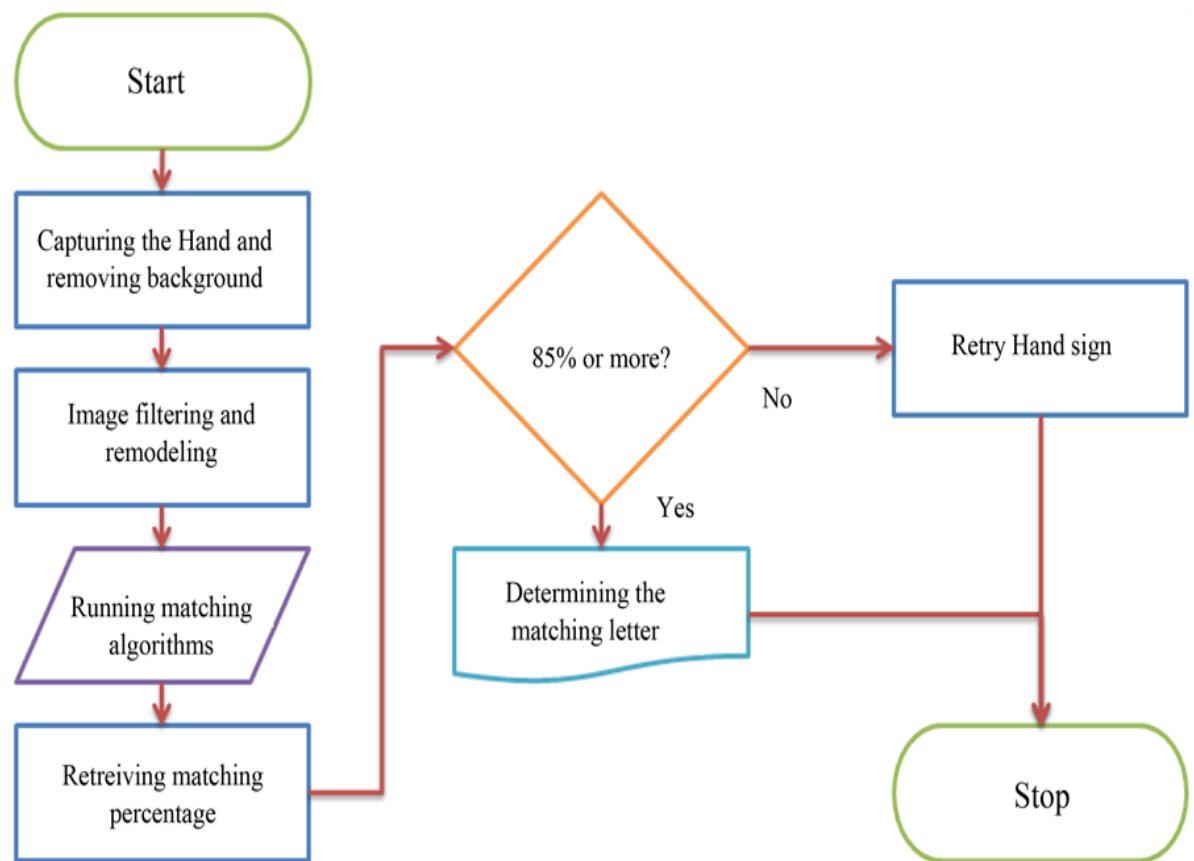 Start
Capturing the Hand and
removing background
Image filtering and
remodeling
Running matching
algorithms
Retreiving matching
percentage
85% or more?
No
Yes
Retry Hand sign
Determining the
matching letter
Stop